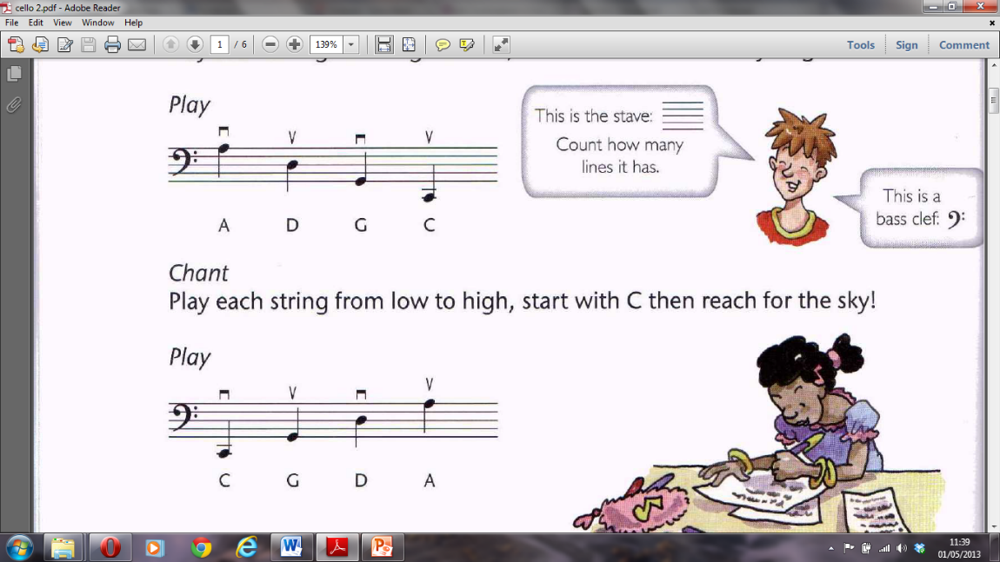 cello 2.pdf - Adobe Reader
File Edit View Window Help
1 / 6 139% Tools Sign Comment
Play
This is the stave:
Count how many
lines it has.
This is a
bass clef:
A D G C
Chant
Play each string from low to high, start with C then reach for the sky!
Play
C G D A
11:39
01/05/2013